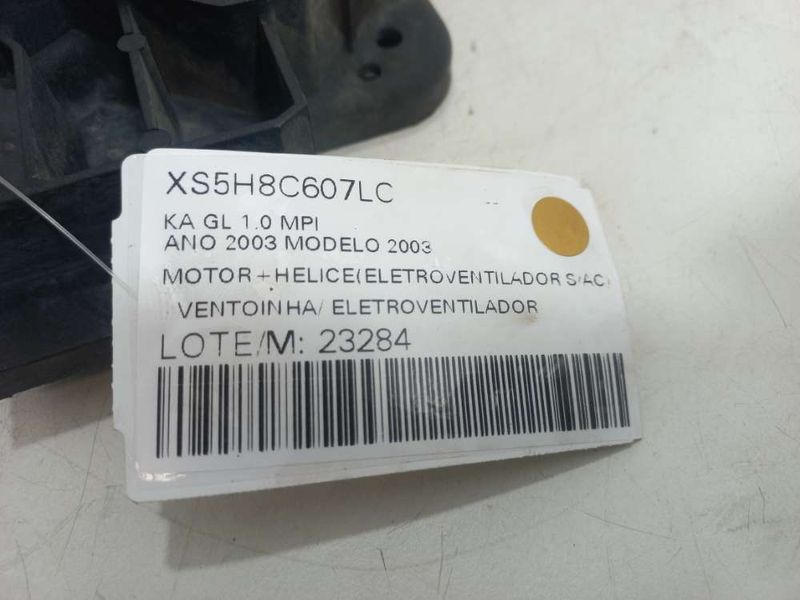 XS5H8C607LC
KA GL 1.0 MPI
ANO 2003 MODELO 2003
MOTOR+HELICE(ELETROVENTILADOR S/AC)
VENTOINHA/ ELETROVENTILADOR
LOTE/M: 23284